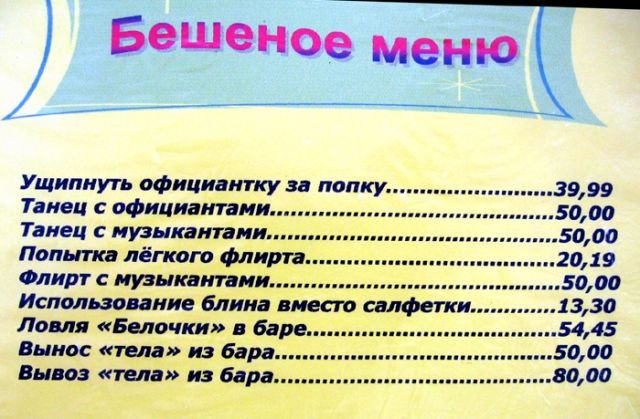 Бешеное меню
Ущипнуть официантку за попку.........................39,99
Танец с официантами...........................................50,00
Танец с музыкантами............................................50,00
Попытка лёгкого флирта......................................20,19
Флирт с музыкантами............................................50,00
Использование блина вместо салфетки.............13,30
Ловля «Белочки» в баре......................................54,45
Вынос «тела» из бара..........................................50,00
Вывоз «тела» из бара..........................................80,00